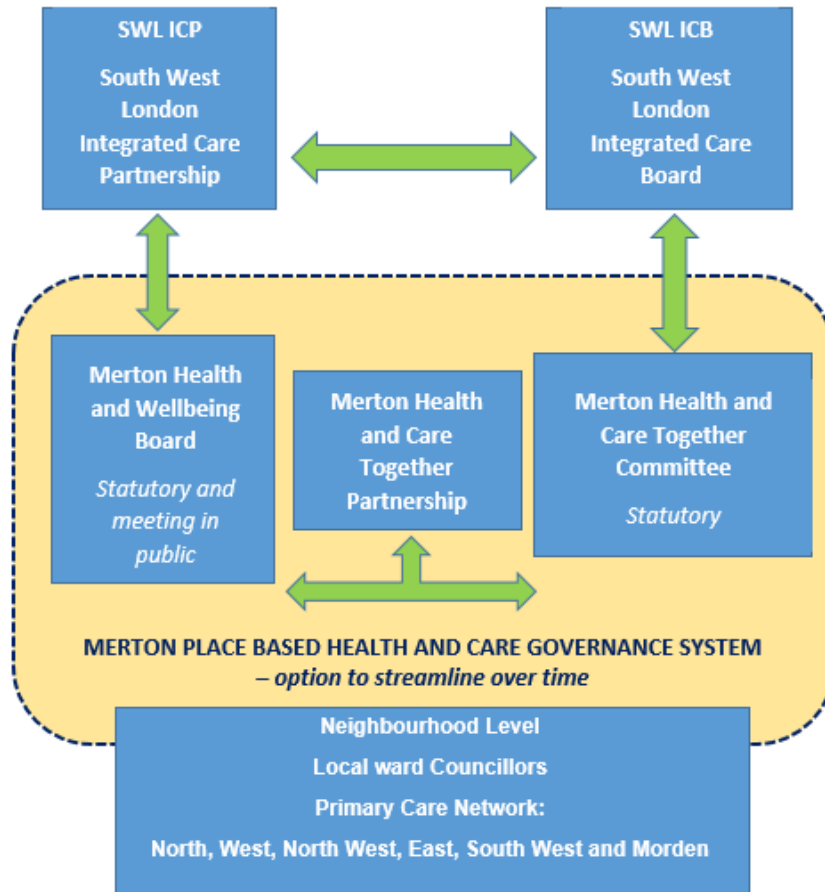 SWL ICP
South West
London
Integrated Care
Partnership
SWL ICB
South West
London
Integrated Care
Board
Merton Health
and Wellbeing
Board
Statutory and
meeting in
public
Merton Health
and Care
Together
Partnership
Merton Health and
Care Together
Committee
Statutory
MERTON PLACE BASED HEALTH AND CARE GOVERNANCE SYSTEM
– option to streamline over time
Neighbourhood Level
Local ward Councillors
Primary Care Network:
North, West, North West, East, South West and Morden